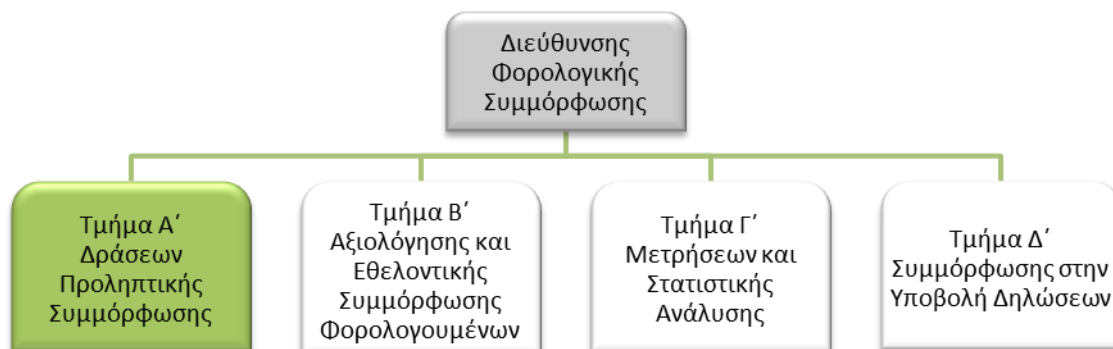 Διεύθυνσης
Φορολογικής
Συμμόρφωσης
Τμήμα Α΄
Δράσεων
Προληπτικής
Συμμόρφωσης
Τμήμα Β΄
Αξιολόγησης και
Εθελοντικής
Συμμόρφωσης
Φορολογουμένων
Τμήμα Γ΄
Μετρήσεων και
Στατιστικής
Ανάλυσης
Τμήμα Δ΄
Συμμόρφωσης στην
Υποβολή Δηλώσεων